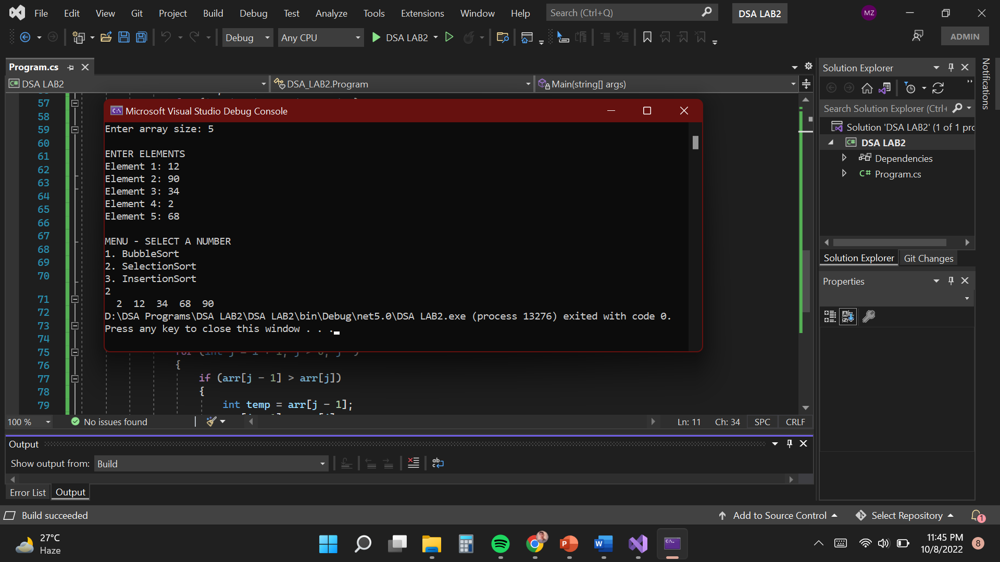 File Edit View Git Project Build Debug Test Analyze Tools Extensions Window Help Search (Ctrl+Q) DSA LAB2 MZ
Debug Any CPU DSA LAB2 ADMIN
Program.cs
DSA LAB2 DSA_LAB2.Program Main(string[] args)
57
58
59
60
61
62
63
64
65
66
67
68
69
70
71
72
73
74
75
76 {
77 if (arr[j - 1] > arr[j])
78 {
79 int temp = arr[j - 1];
Microsoft Visual Studio Debug Console
Enter array size: 5
ENTER ELEMENTS
Element 1: 12
Element 2: 90
Element 3: 34
Element 4: 2
Element 5: 68
MENU - SELECT A NUMBER
1. BubbleSort
2. SelectionSort
3. InsertionSort
2
2 12 34 68 90
D:\DSA Programs\DSA LAB2\DSA LAB2\bin\Debug\net5.0\DSA LAB2.exe (process 13276) exited with code 0.
Press any key to close this window . . .
100 % No issues found Ln: 11 Ch: 34 SPC CRLF
Output
Show output from: Build
Error List Output
Solution Explorer
Search Solution Explorer (Ctrl+
Solution 'DSA LAB2' (1 of 1 pro
DSA LAB2
Dependencies
C# Program.cs
Solution Explorer Git Changes
Properties
Notifications
Build succeeded Add to Source Control Select Repository 1
27°C
Haze
11:45 PM
10/8/2022
8